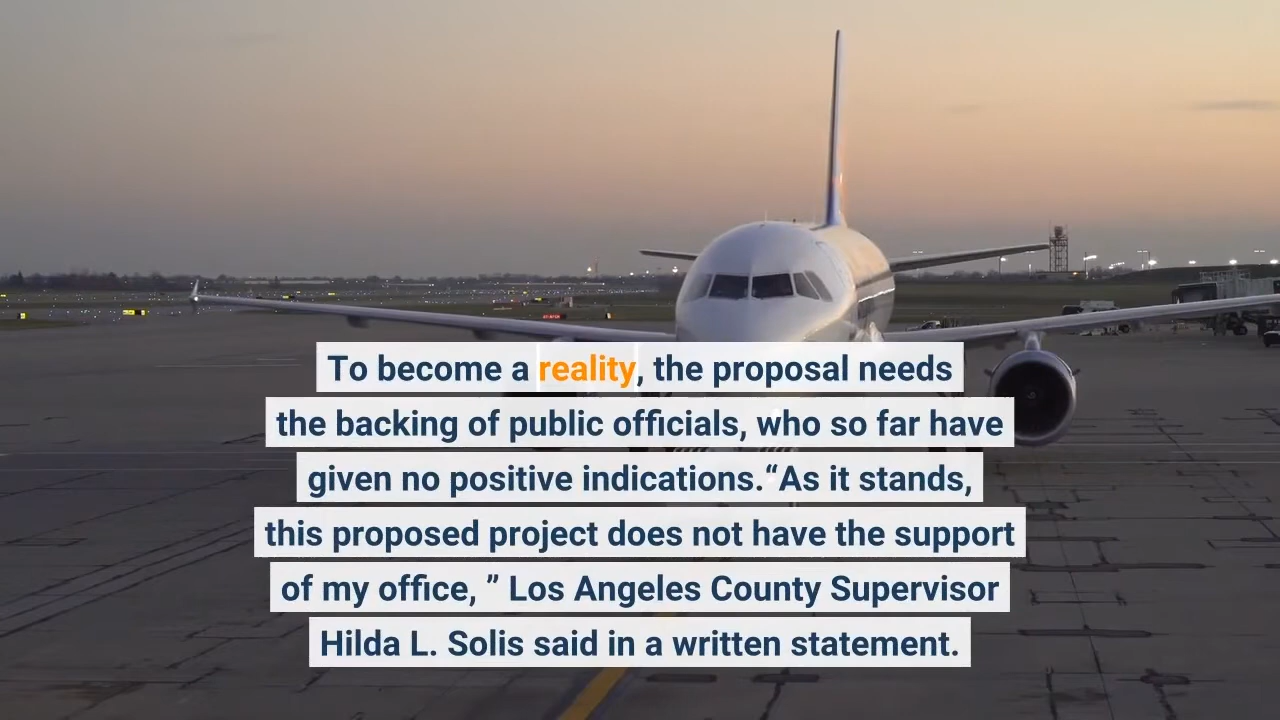 To become a reality, the proposal needs
the backing of public officials, who so far have
given no positive indications.“As it stands,
this proposed project does not have the support
of my office, ” Los Angeles County Supervisor
Hilda L. Solis said in a written statement.